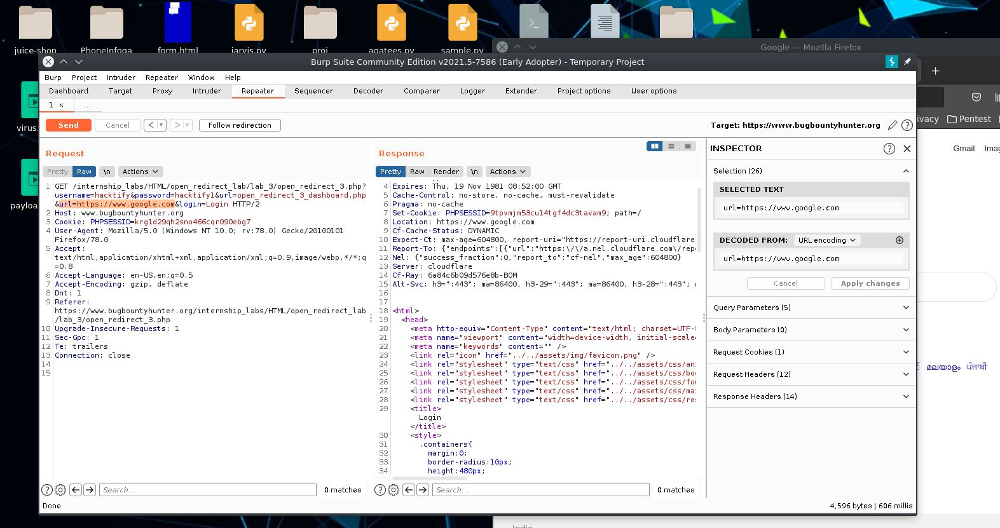 juice-shop
PhoneInfoga
form.html
jarvis.py
proj
agatees.py
sample.py
Google — Mozilla Firefox
Burp Suite Community Edition v2021.5-7586 (Early Adopter) - Temporary Project
Burp Project Intruder Repeater Window Help
Dashboard Target Proxy Intruder Repeater Sequencer Decoder Comparer Logger Extender Project options User options
1 × ...
Send Cancel < > Follow redirection
Target: https://www.bugbountyhunter.org
Request
Pretty Raw \n Actions
1 GET /internship_labs/HTML/open_redirect_lab/lab_3/open_redirect_3.php?
username=hacktify&password=hacktify1&url=open_redirect_3_dashboard.php
&url=https://www.google.com&login=Login HTTP/2
2 Host: www.bugbountyhunter.org
3 Cookie: PHPSESSID=krg1d29qh2sno466cqr090ebg7
4 User-Agent: Mozilla/5.0 (Windows NT 10.0; rv:78.0) Gecko/20100101
Firefox/78.0
5 Accept:
text/html,application/xhtml+xml,application/xml;q=0.9,image/webp,*/*;q
=0.8
6 Accept-Language: en-US,en;q=0.5
7 Accept-Encoding: gzip, deflate
8 Dnt: 1
9 Referer:
https://www.bugbountyhunter.org/internship_labs/HTML/open_redirect_lab
/lab_3/open_redirect_3.php
10 Upgrade-Insecure-Requests: 1
11 Sec-Gpc: 1
12 Te: trailers
13 Connection: close
14
15
Search...
0 matches
Response
Pretty Raw Render \n Actions
4 Expires: Thu, 19 Nov 1981 08:52:00 GMT
5 Cache-Control: no-store, no-cache, must-revalidate
6 Pragma: no-cache
7 Set-Cookie: PHPSESSID=9tpvmjm53cu14tgf4dc3tavam9; path=/
8 Location: https://www.google.com
9 Cf-Cache-Status: DYNAMIC
10 Expect-Ct: max-age=604800, report-uri="https://report-uri.cloudflare.
11 Report-To: {"endpoints":[{"url":"https:\/\/a.nel.cloudflare.com\/repo
12 Nel: {"success_fraction":0,"report_to":"cf-nel","max_age":604800}
13 Server: cloudflare
14 Cf-Ray: 6a84c6b09d576e8b-BOM
15 Alt-Svc: h3=":443"; ma=86400, h3-29=":443"; ma=86400, h3-28=":443";
16
17
18 <html>
19 <head>
20 <meta http-equiv="Content-Type" content="text/html; charset=UTF-8
21 <meta name="viewport" content="width=device-width, initial-scale=
22 <meta name="keywords" content="" />
23 <link rel="icon" href="../../assets/img/favicon.png" />
24 <link rel="stylesheet" type="text/css" href="../../assets/css/ani
25 <link rel="stylesheet" type="text/css" href="../../assets/css/boo
26 <link rel="stylesheet" type="text/css" href="../../assets/css/fon
27 <link rel="stylesheet" type="text/css" href="../../assets/css/mai
28 <link rel="stylesheet" type="text/css" href="../../assets/css/res
29 <title>
Login
</title>
30 <style>
31 .containers{
32 margin:0;
33 border-radius:10px;
34 height:480px;
Search...
0 matches
INSPECTOR
Selection (26)
SELECTED TEXT
url=https://www.google.com
DECODED FROM: URL encoding
url=https://www.google.com
Cancel Apply changes
Query Parameters (5)
Body Parameters (0)
Request Cookies (1)
Request Headers (12)
Response Headers (14)
Done
4,596 bytes | 606 millis
virus.
payloa
ivacy
Pentest
Gmail Imag
മലയാളം ਪੰਜਾਬੀ
India